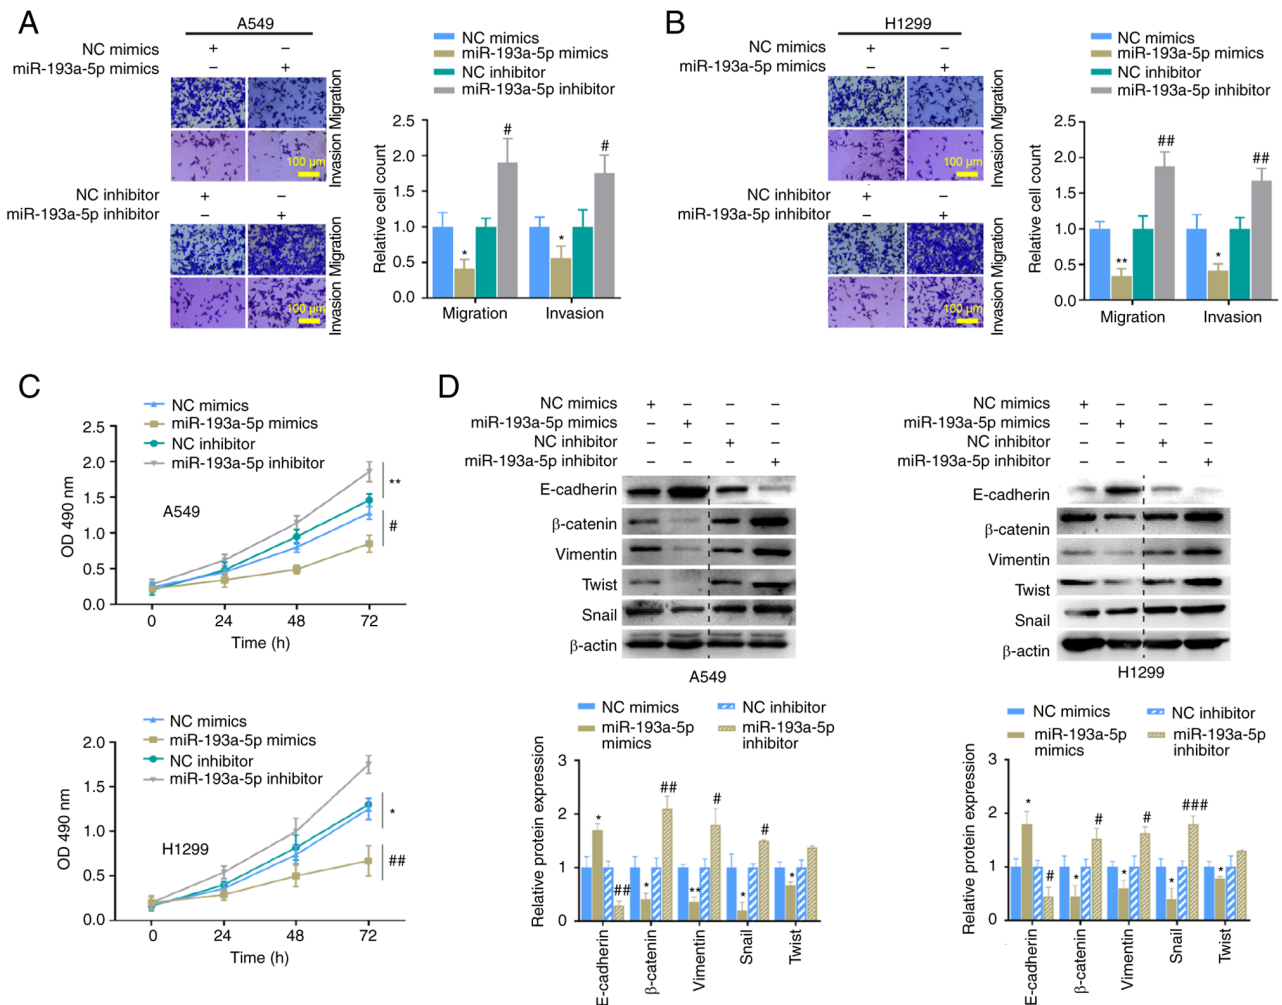 A
A549
NC mimics + −
miR-193a-5p mimics − +
Migration
Invasion
100 µm
NC inhibitor + −
miR-193a-5p inhibitor − +
Migration
Invasion
100 µm
NC mimics
miR-193a-5p mimics
NC inhibitor
miR-193a-5p inhibitor
Relative cell count
2.5
2.0
1.5
1.0
0.5
0.0
* # * #
Migration Invasion
B
H1299
NC mimics + −
miR-193a-5p mimics − +
Migration
Invasion
100 µm
NC inhibitor + −
miR-193a-5p inhibitor − +
Migration
Invasion
100 µm
NC mimics
miR-193a-5p mimics
NC inhibitor
miR-193a-5p inhibitor
Relative cell count
2.5
2.0
1.5
1.0
0.5
0.0
** ## * ##
Migration Invasion
C
NC mimics
miR-193a-5p mimics
NC inhibitor
miR-193a-5p inhibitor
A549
OD 490 nm
2.5
2.0
1.5
1.0
0.5
0.0
**
#
0 24 48 72
Time (h)
NC mimics
miR-193a-5p mimics
NC inhibitor
miR-193a-5p inhibitor
H1299
OD 490 nm
2.0
1.5
1.0
0.5
0.0
*
##
0 24 48 72
Time (h)
D
NC mimics + − − −
miR-193a-5p mimics − + − −
NC inhibitor − − + −
miR-193a-5p inhibitor − − − +
E-cadherin
β-catenin
Vimentin
Twist
Snail
β-actin
A549
NC mimics
miR-193a-5p
mimics
NC inhibitor
miR-193a-5p
inhibitor
Relative protein expression
3
2
1
0
* ## * ## ** # * # *
E-cadherin
β-catenin
Vimentin
Snail
Twist
NC mimics + − − −
miR-193a-5p mimics − + − −
NC inhibitor − − + −
miR-193a-5p inhibitor − − − +
E-cadherin
β-catenin
Vimentin
Twist
Snail
β-actin
H1299
NC mimics
miR-193a-5p
mimics
NC inhibitor
miR-193a-5p
inhibitor
Relative protein expression
3
2
1
0
* # * # * # * ### *
E-cadherin
β-catenin
Vimentin
Snail
Twist